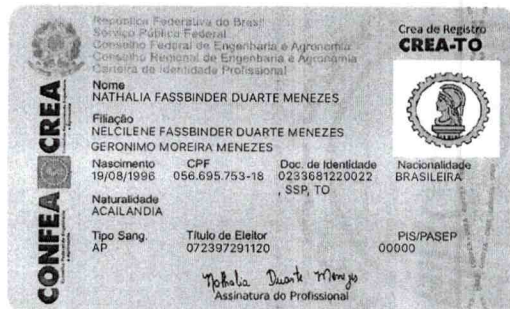 República Federativa do Brasil
Serviço Público Federal
Conselho Federal de Engenharia e Agronomia
Conselho Regional de Engenharia e Agronomia
Carteira de Identidade Profissional
Crea de Registro
CREA-TO
CONFEA CREA
Nome
NATHALIA FASSBINDER DUARTE MENEZES
Filiação
NELCILENE FASSBINDER DUARTE MENEZES
GERONIMO MOREIRA MENEZES
Nascimento CPF Doc. de Identidade Nacionalidade
19/08/1996 056.695.753-18 0233681220022 BRASILEIRA
, SSP, TO
Naturalidade
ACAILANDIA
Tipo Sang. Título de Eleitor PIS/PASEP
AP 072397291120 00000
Nathalia Duarte Menezes
Assinatura do Profissional